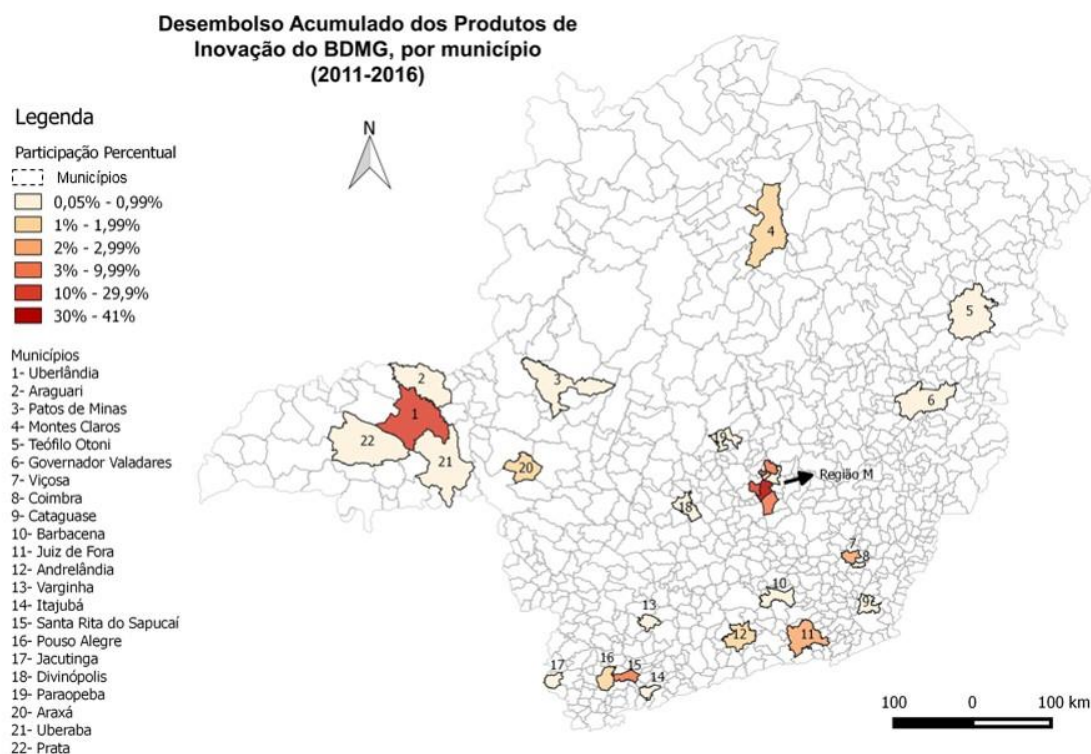 Desembolso Acumulado dos Produtos de
Inovação do BDMG, por município
(2011-2016)
Legenda
Participação Percentual
Municípios
0,05% - 0,99%
1% - 1,99%
2% - 2,99%
3% - 9,99%
10% - 29,9%
30% - 41%
Municípios
1- Uberlândia
2- Araguari
3- Patos de Minas
4- Montes Claros
5- Teófilo Otoni
6- Governador Valadares
7- Viçosa
8- Coimbra
9- Cataguase
10- Barbacena
11- Juiz de Fora
12- Andrelândia
13- Varginha
14- Itajubá
15- Santa Rita do Sapucaí
16- Pouso Alegre
17- Jacutinga
18- Divinópolis
19- Paraopeba
20- Araxá
21- Uberaba
22- Prata
N
4
5
2
3
6
1
22
19
21
20
Região M
18
7
8
10
9
13
12
11
16
15
17
14
100 0 100 km